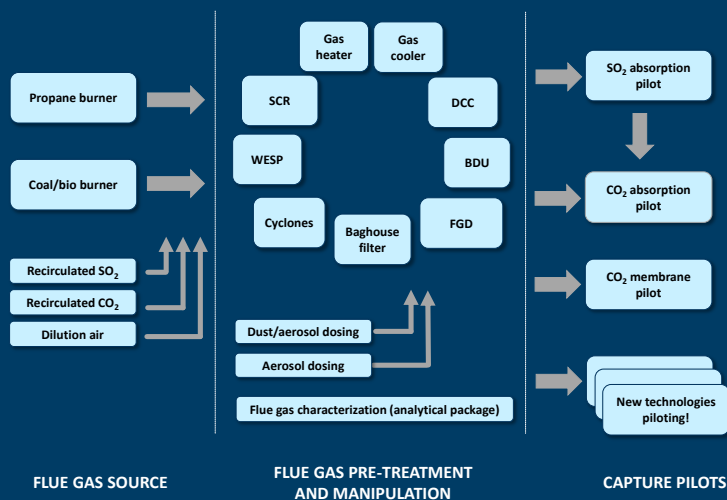 Propane burner
Coal/bio burner
Recirculated SO₂
Recirculated CO₂
Dilution air
FLUE GAS SOURCE
Gas
heater
Gas
cooler
SCR
DCC
WESP
BDU
Cyclones
Baghouse
filter
FGD
Dust/aerosol dosing
Aerosol dosing
Flue gas characterization (analytical package)
FLUE GAS PRE-TREATMENT
AND MANIPULATION
SO₂ absorption
pilot
CO₂ absorption
pilot
CO₂ membrane
pilot
New technologies
piloting!
CAPTURE PILOTS